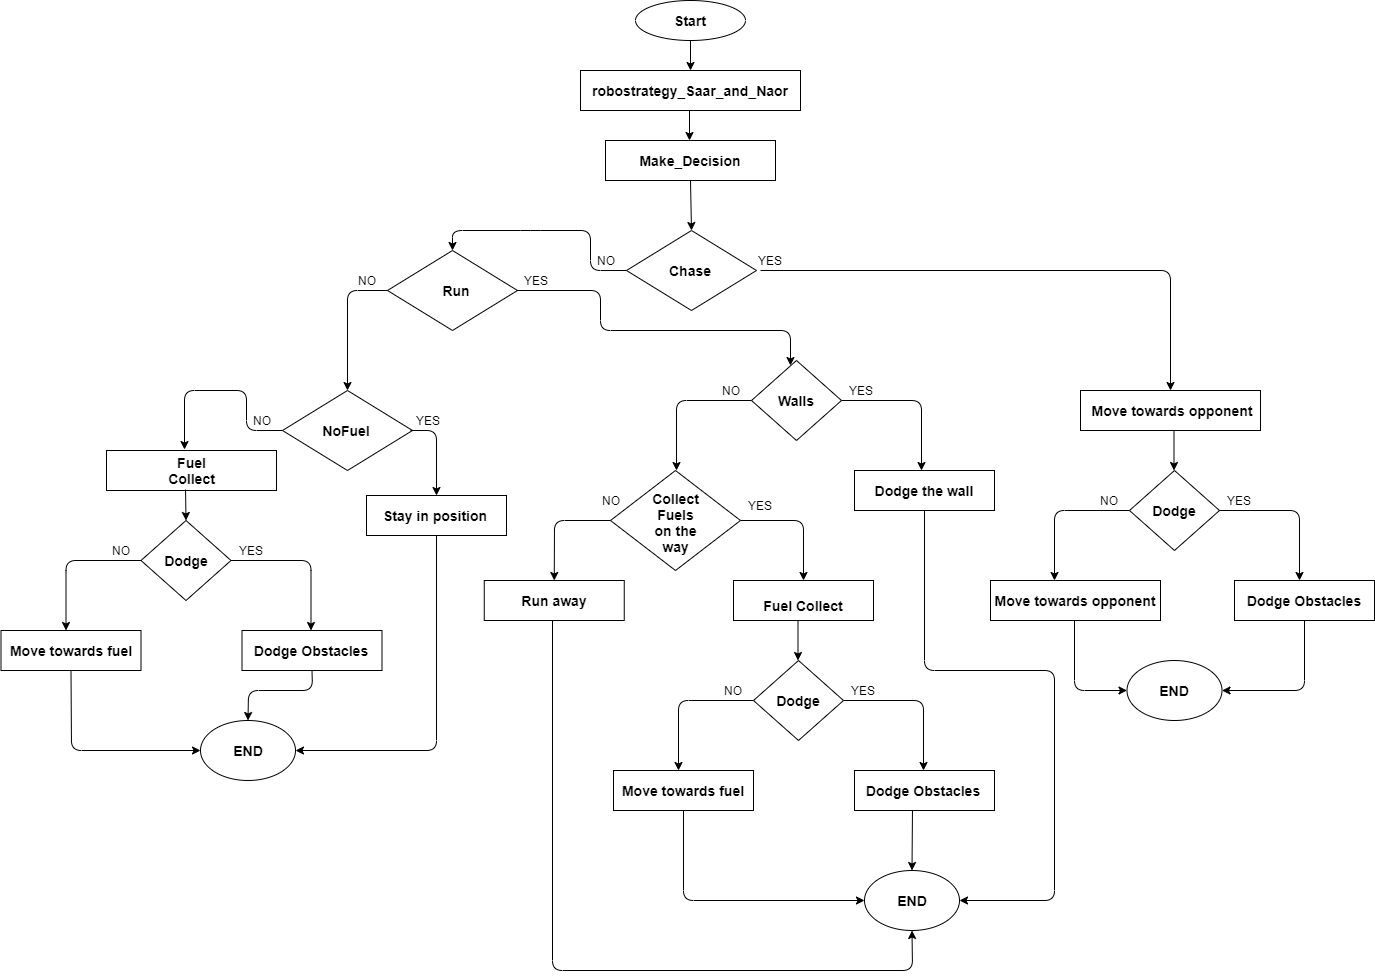 Start
robostrategy_Saar_and_Naor
Make_Decision
Chase
NO
YES
Run
NO
YES
Walls
NO
YES
NoFuel
NO
YES
Move towards opponent
Fuel
Collect
Stay in position
Collect
Fuels
on the
way
NO
YES
Dodge the wall
Dodge
NO
YES
Dodge
NO
YES
Run away
Fuel Collect
Move towards opponent
Dodge Obstacles
Move towards fuel
Dodge Obstacles
Dodge
NO
YES
END
END
Move towards fuel
Dodge Obstacles
END